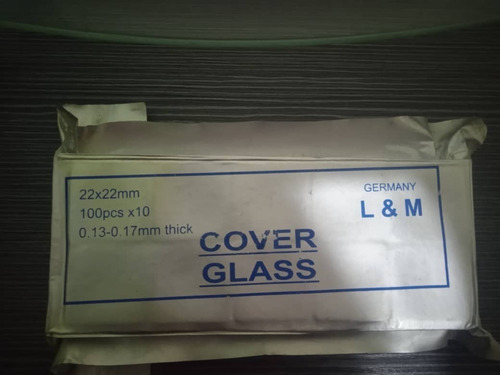 22x22mm
100pcs x10
0.13-0.17mm thick
COVER
GLASS
GERMANY
L & M